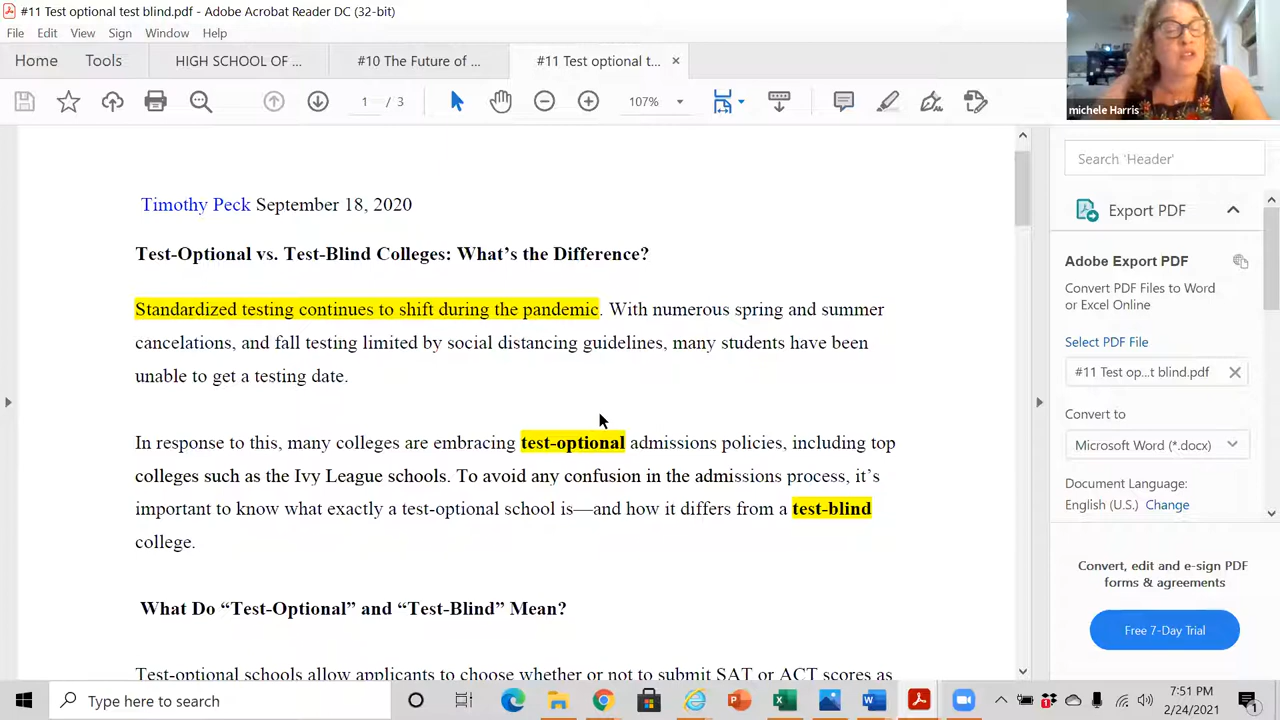 #11 Test optional test blind.pdf - Adobe Acrobat Reader DC (32-bit)
File Edit View Sign Window Help
Home Tools HIGH SCHOOL OF ... #10 The Future of ... #11 Test optional t... ×
1 / 3 107%
michele Harris
Timothy Peck September 18, 2020
Test-Optional vs. Test-Blind Colleges: What’s the Difference?
Standardized testing continues to shift during the pandemic. With numerous spring and summer
cancelations, and fall testing limited by social distancing guidelines, many students have been
unable to get a testing date.
In response to this, many colleges are embracing test-optional admissions policies, including top
colleges such as the Ivy League schools. To avoid any confusion in the admissions process, it’s
important to know what exactly a test-optional school is—and how it differs from a test-blind
college.
What Do “Test-Optional” and “Test-Blind” Mean?
Test-optional schools allow applicants to choose whether or not to submit SAT or ACT scores as
Search 'Header'
Export PDF
Adobe Export PDF
Convert PDF Files to Word
or Excel Online
Select PDF File
#11 Test op...t blind.pdf
Convert to
Microsoft Word (*.docx)
Document Language:
English (U.S.) Change
Convert, edit and e-sign PDF
forms & agreements
Free 7-Day Trial
Type here to search
7:51 PM
2/24/2021